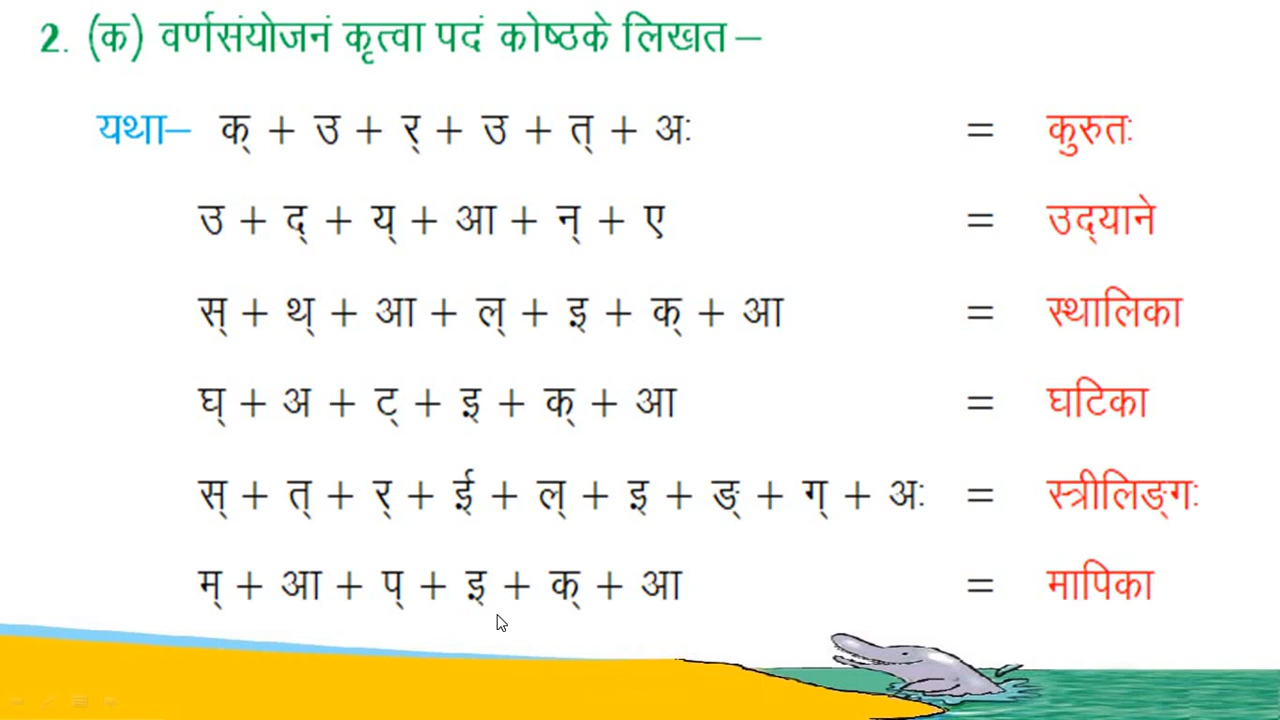 2. (क) वर्णसंयोजनं कृत्वा पदं कोष्ठके लिखत –
यथा– क् + उ + र् + उ + त् + अः = कुरुतः
उ + द् + य् + आ + न् + ए = उद्‌याने
स् + थ् + आ + ल् + इ + क् + आ = स्थालिका
घ् + अ + ट् + इ + क् + आ = घटिका
स् + त् + र् + ई + ल् + इ + ङ् + ग् + अः = स्त्रीलिङ्‌गः
म् + आ + प् + इ + क् + आ = मापिका